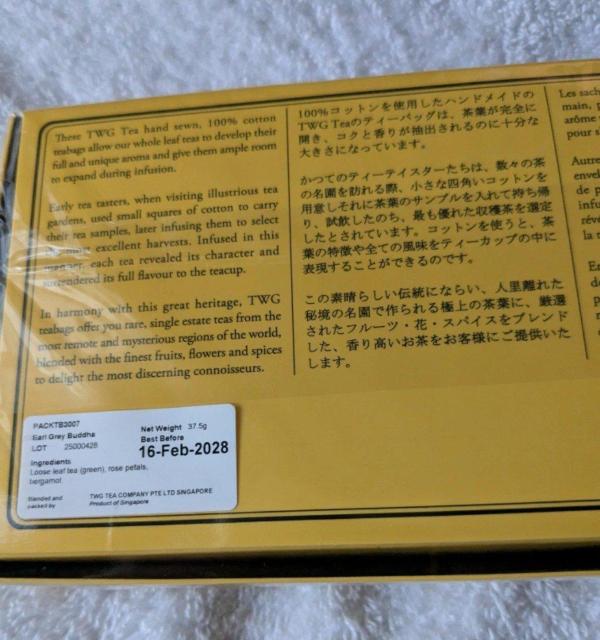 These TWG Tea hand sewn, 100% cotton
teabags allow our whole leaf teas to develop their
full and unique aroma and give them ample room
to expand during infusion.
Early tea tasters, when visiting illustrious tea
gardens, used small squares of cotton to carry
their tea samples, later infusing them to select
the most excellent harvests. Infused in this
manner, each tea revealed its character and
surrendered its full flavour to the teacup.
In harmony with this great heritage, TWG
teabags offer you rare, single estate teas from the
most remote and mysterious regions of the world,
blended with the finest fruits, flowers and spices
to delight the most discerning connoisseurs.
100%コットンを使用したハンドメイドの
TWG Teaのティーバッグは、茶葉が完全に
開き、コクと香りが抽出されるのに十分な
大きさになっています。
かつてのティーテイスターたちは、数々の茶
の名園を訪れる際、小さな四角いコットンを
用意しそれに茶葉のサンプルを入れて持ち帰
り、試飲したのち、最も優れた収穫茶を選定
したとされています。コットンを使うと、茶
葉の特徴や全ての風味をティーカップの中に
表現することができるのです。
この素晴らしい伝統にならい、人里離れた
秘境の名園で作られる極上の茶葉に、厳選
されたフルーツ・花・スパイスをブレンド
した、香り高いお茶をお客様にご提供いた
します。
Les sach
main, p
arôme
pour s
Autre
envel
de p
infu
rév
la t
E
d
PACKTB3007
Earl Grey Buddha
LOT 25000428
Net Weight 37.5g
Best Before
16-Feb-2028
Ingredients
Loose leaf tea (green), rose petals,
bergamot
Blended and
packed by
TWG TEA COMPANY PTE LTD SINGAPORE
Product of Singapore